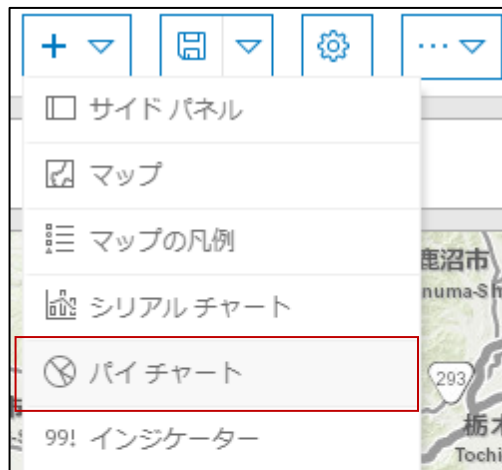 サイド パネル
マップ
マップの凡例
鹿沼市
numa-Sh
シリアル チャート
パイ チャート
293
栃木
Tochi
99! インジケーター